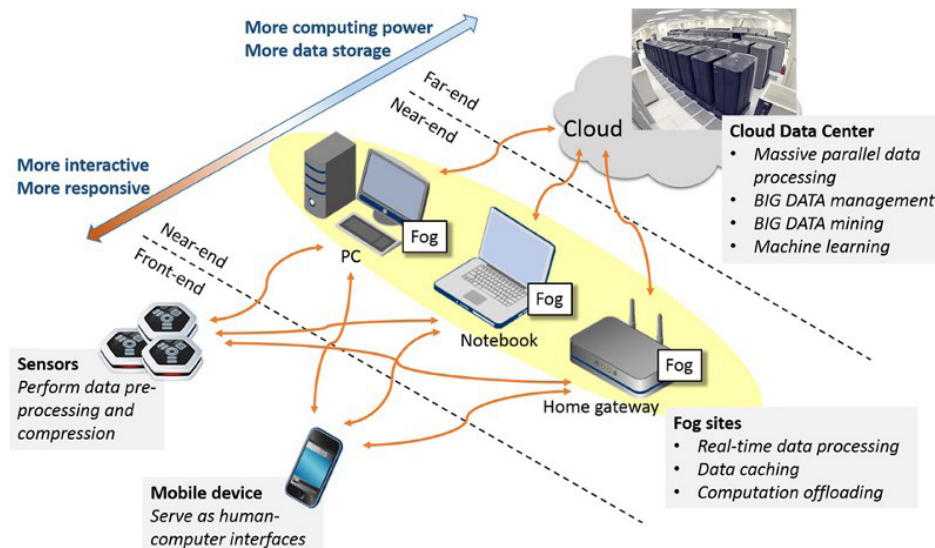 More computing power
More data storage
More interactive
More responsive
Far-end
Near-end
Cloud
Cloud Data Center
• Massive parallel data
processing
• BIG DATA management
• BIG DATA mining
• Machine learning
Near-end
Front-end
PC
Fog
Notebook
Fog
Home gateway
Fog
Sensors
Perform data pre-
processing and
compression
Mobile device
Serve as human-
computer interfaces
Fog sites
• Real-time data processing
• Data caching
• Computation offloading